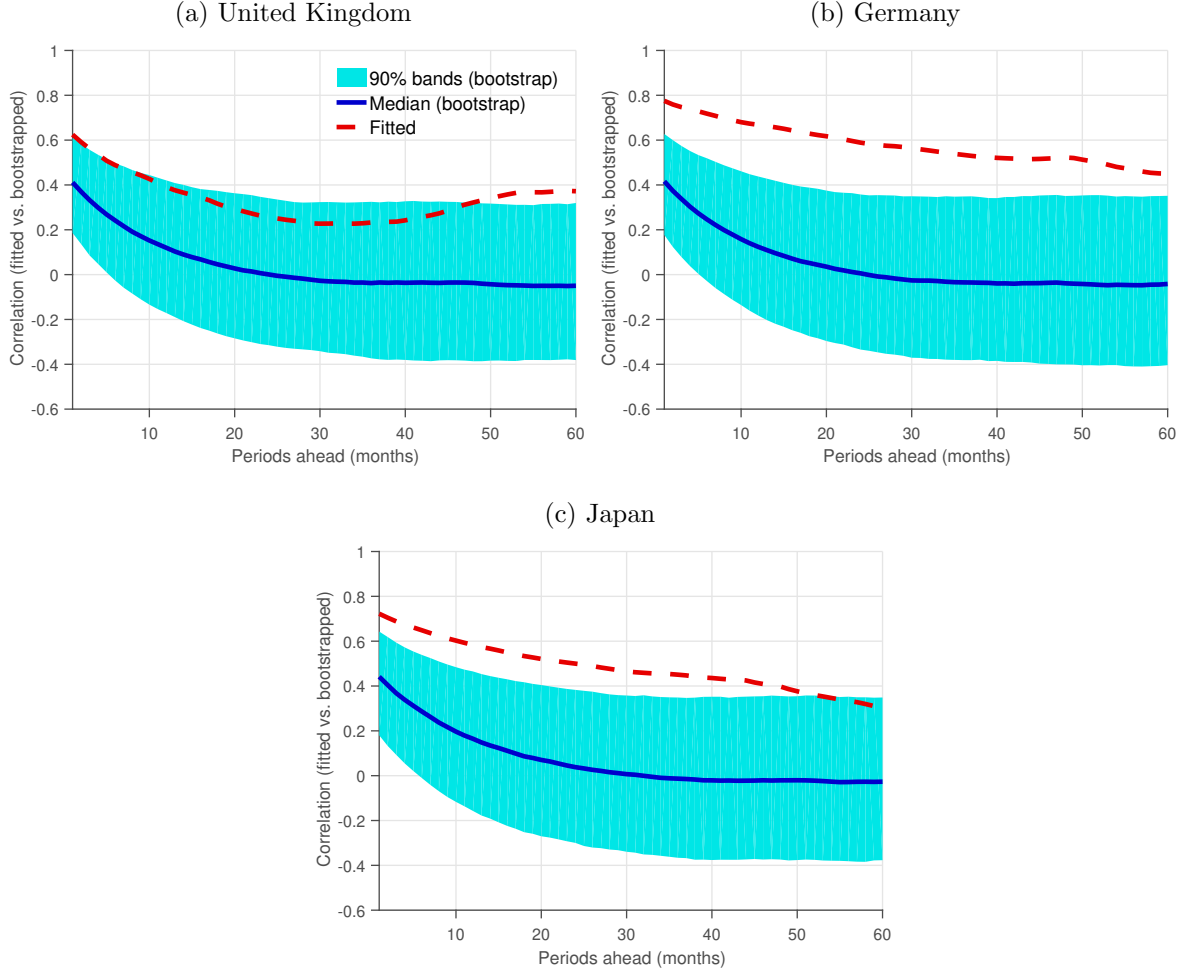 (a) United Kingdom
1
0.8
0.6
0.4
0.2
0
-0.2
-0.4
-0.6
Correlation (fitted vs. bootstrapped)
90% bands (bootstrap)
Median (bootstrap)
Fitted
10 20 30 40 50 60
Periods ahead (months)
(b) Germany
1
0.8
0.6
0.4
0.2
0
-0.2
-0.4
-0.6
Correlation (fitted vs. bootstrapped)
10 20 30 40 50 60
Periods ahead (months)
(c) Japan
1
0.8
0.6
0.4
0.2
0
-0.2
-0.4
-0.6
Correlation (fitted vs. bootstrapped)
10 20 30 40 50 60
Periods ahead (months)